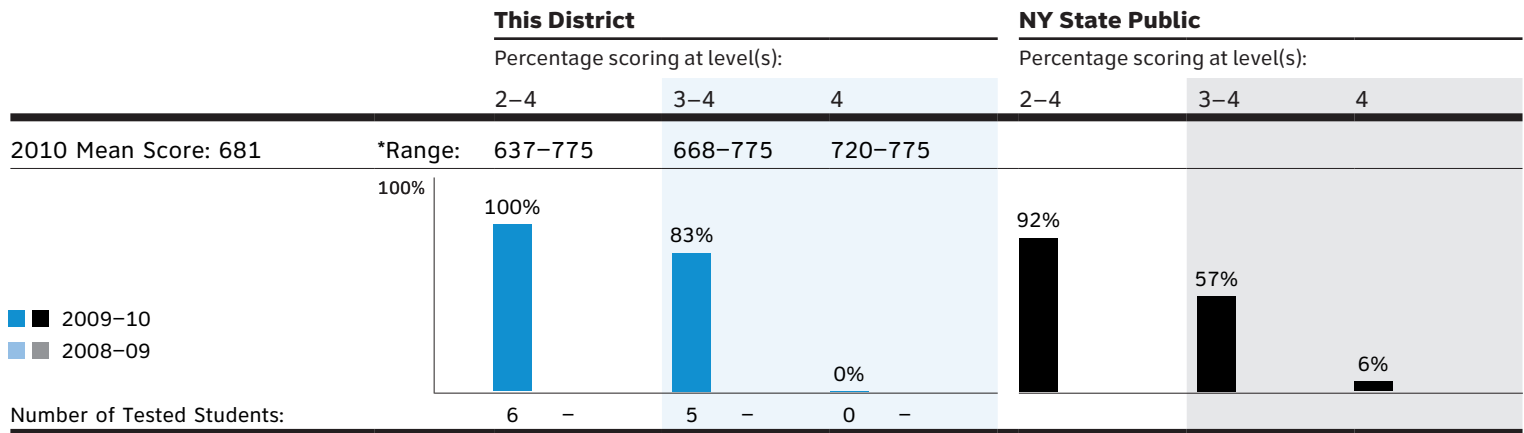 This District NY State Public
Percentage scoring at level(s): Percentage scoring at level(s):
2–4 3–4 4 2–4 3–4 4
2010 Mean Score: 681 *Range: 637–775 668–775 720–775
100%
100% 83% 0% 92% 57% 6%
2009–10
2008–09
Number of Tested Students: 6 – 5 – 0 –